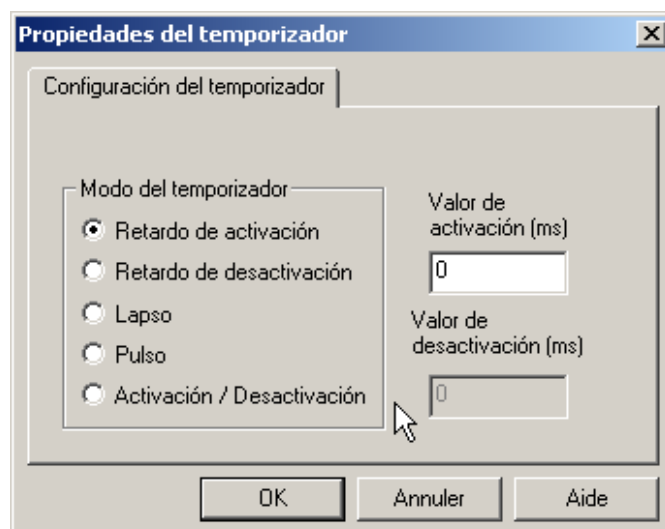 Propiedades del temporizador
Configuración del temporizador
Modo del temporizador
Retardo de activación
Retardo de desactivación
Lapso
Pulso
Activación / Desactivación
Valor de
activación (ms)
0
Valor de
desactivación (ms)
0
OK
Annuler
Aide